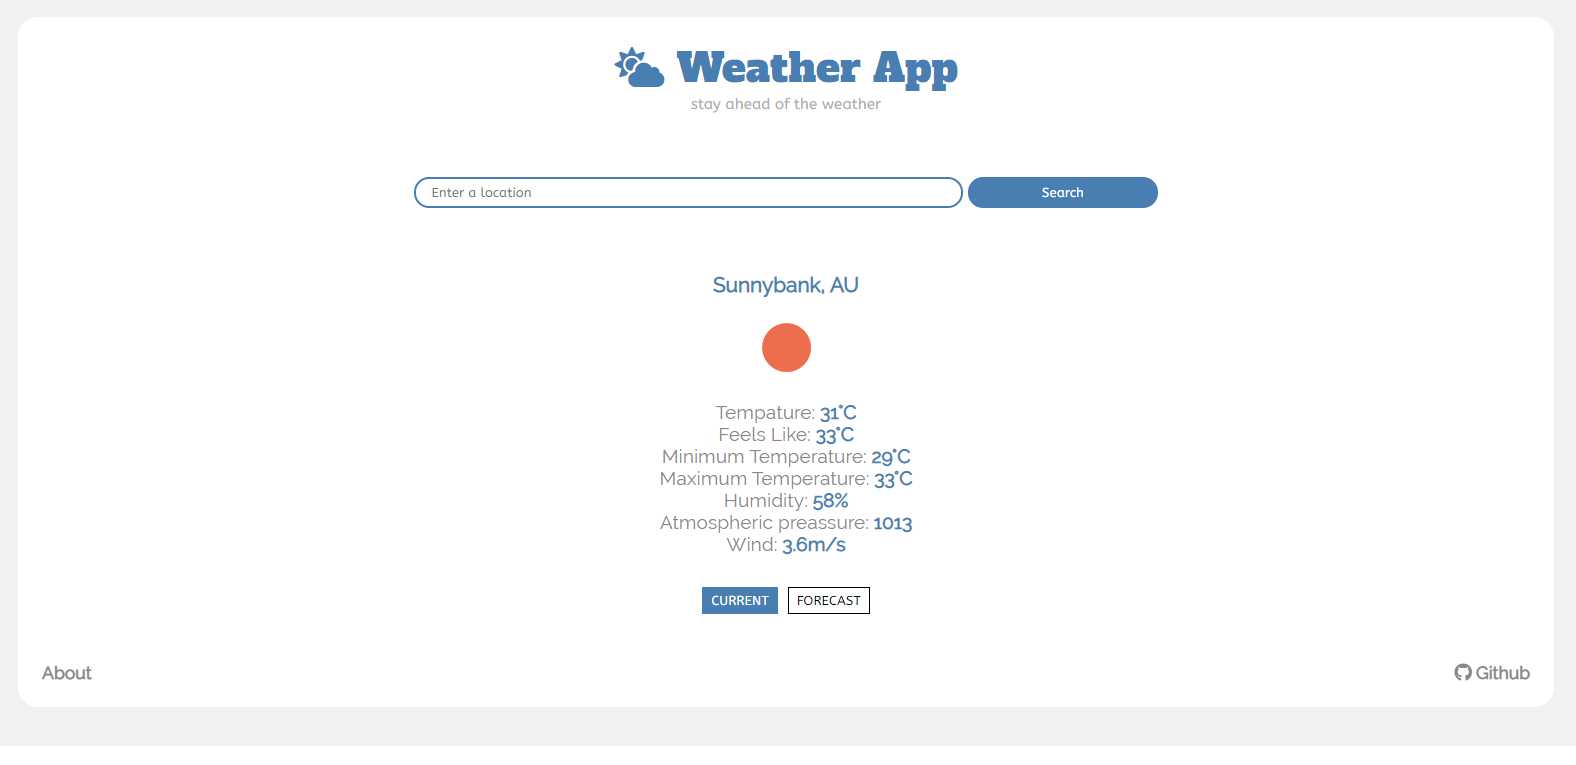 Weather App
stay ahead of the weather
Enter a location
Search
Sunnybank, AU
Tempature: 31°C
Feels Like: 33°C
Minimum Temperature: 29°C
Maximum Temperature: 33°C
Humidity: 58%
Atmospheric preassure: 1013
Wind: 3.6m/s
CURRENT FORECAST
About
Github